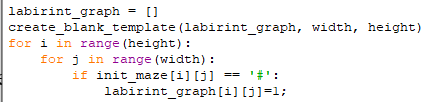 labirint_graph = []
create_blank_template(labirint_graph, width, height)
for i in range(height):
    for j in range(width):
        if init_maze[i][j] == '#':
            labirint_graph[i][j]=1;